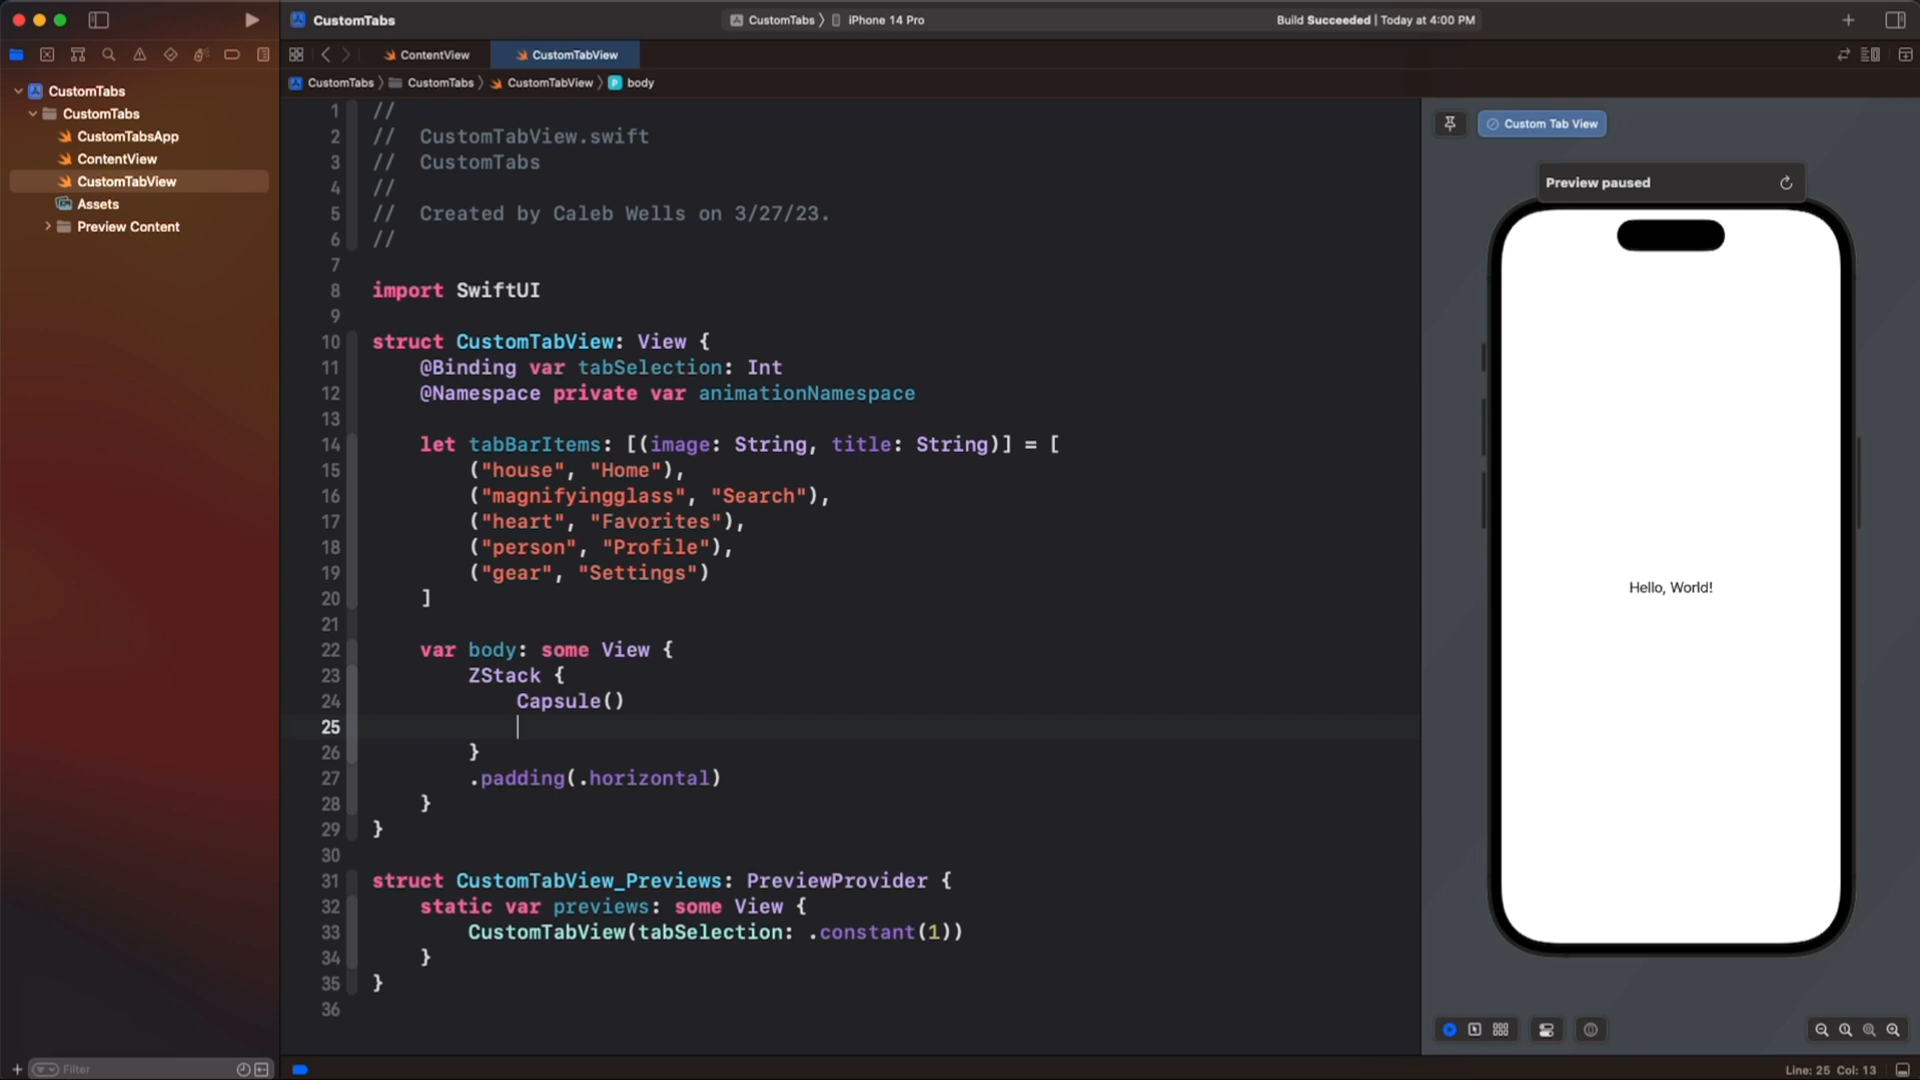 CustomTabs
CustomTabs 〉 iPhone 14 Pro
Build Succeeded | Today at 4:00 PM
ContentView
CustomTabView
CustomTabs 〉 CustomTabs 〉 CustomTabView 〉 P body
CustomTabs
CustomTabs
CustomTabsApp
ContentView
CustomTabView
Assets
Preview Content
1 //
2 //  CustomTabView.swift
3 //  CustomTabs
4 //
5 //  Created by Caleb Wells on 3/27/23.
6 //
7
8 import SwiftUI
9
10 struct CustomTabView: View {
11     @Binding var tabSelection: Int
12     @Namespace private var animationNamespace
13
14     let tabBarItems: [(image: String, title: String)] = [
15         ("house", "Home"),
16         ("magnifyingglass", "Search"),
17         ("heart", "Favorites"),
18         ("person", "Profile"),
19         ("gear", "Settings")
20     ]
21
22     var body: some View {
23         ZStack {
24             Capsule()
25
26         }
27         .padding(.horizontal)
28     }
29 }
30
31 struct CustomTabView_Previews: PreviewProvider {
32     static var previews: some View {
33         CustomTabView(tabSelection: .constant(1))
34     }
35 }
36
Custom Tab View
Preview paused
Hello, World!
Filter
Line: 25 Col: 13